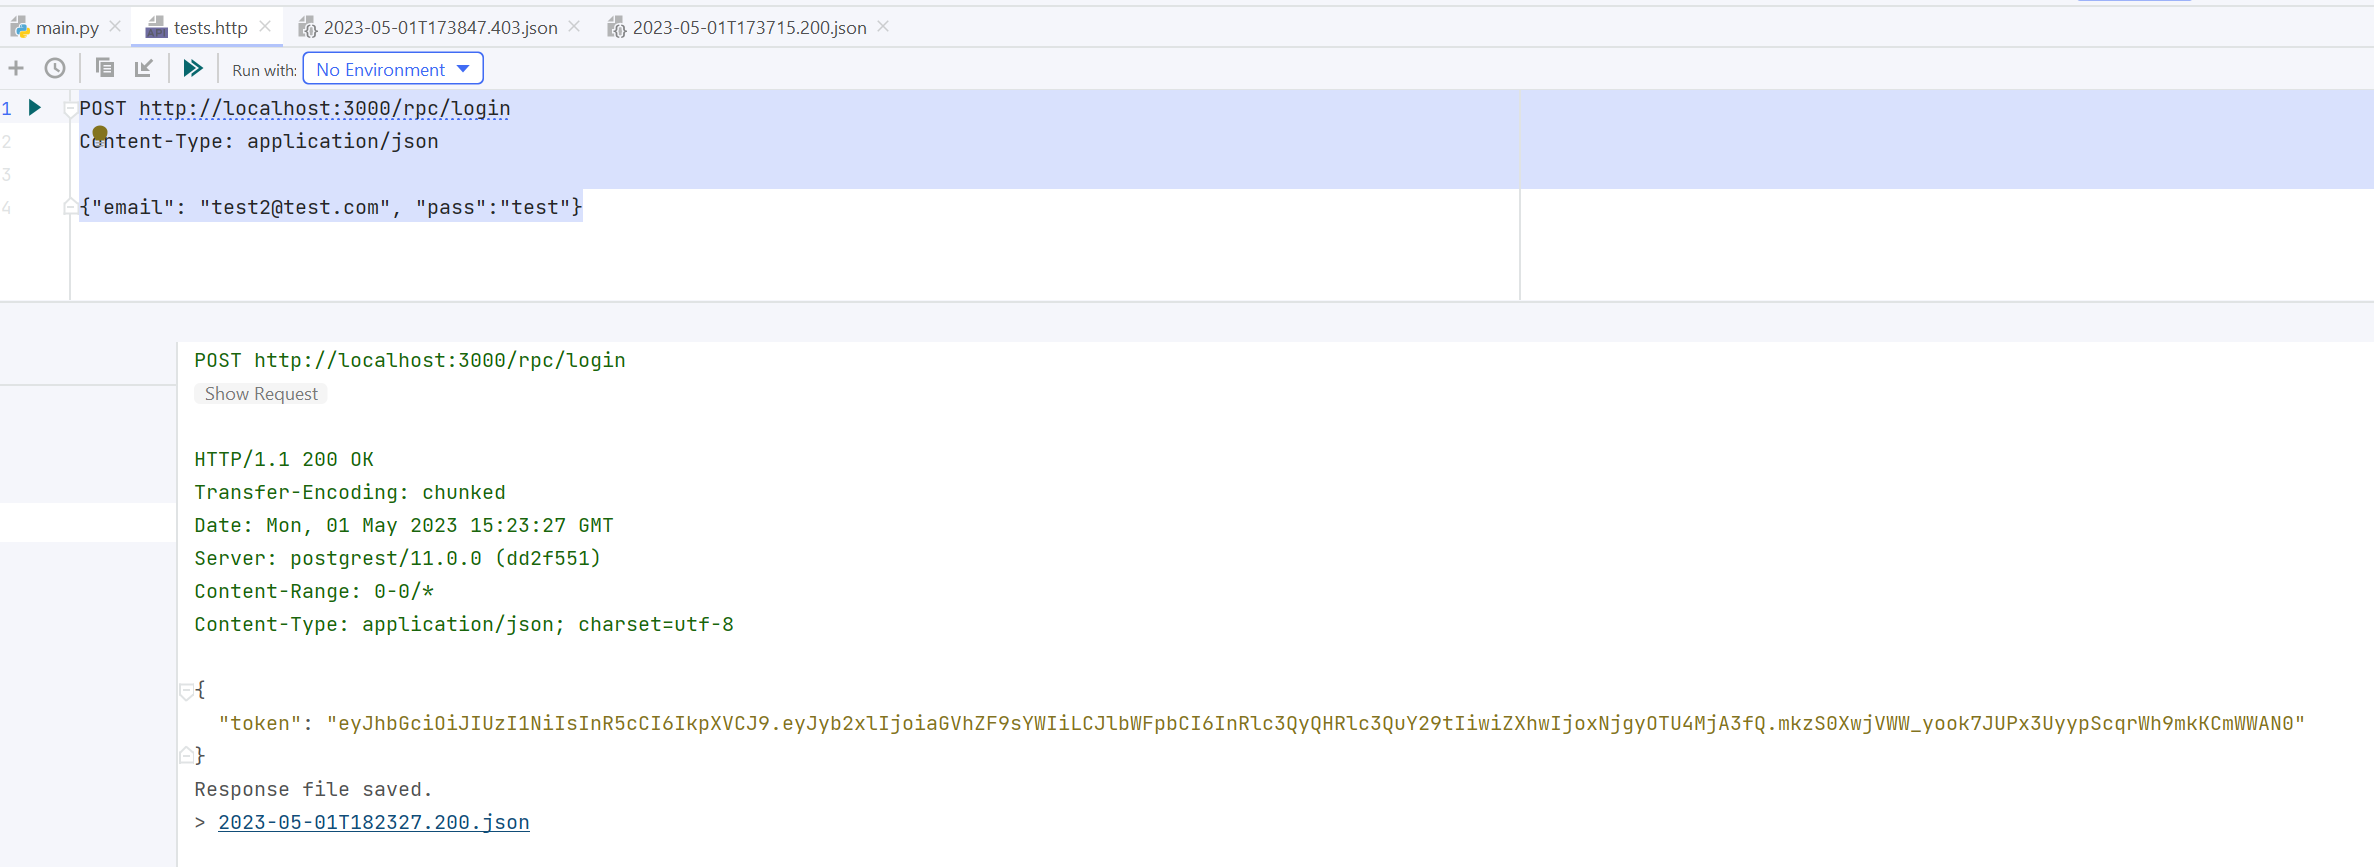 main.py tests.http 2023-05-01T173847.403.json 2023-05-01T173715.200.json
Run with: No Environment
1 POST http://localhost:3000/rpc/login
2 Content-Type: application/json
3
4 {"email": "test2@test.com", "pass":"test"}
POST http://localhost:3000/rpc/login
Show Request
HTTP/1.1 200 OK
Transfer-Encoding: chunked
Date: Mon, 01 May 2023 15:23:27 GMT
Server: postgrest/11.0.0 (dd2f551)
Content-Range: 0-0/*
Content-Type: application/json; charset=utf-8
{
"token": "eyJhbGciOiJIUzI1NiIsInR5cCI6IkpXVCJ9.eyJyb2xlIjoiaGVhZF9sYWIiLCJlbWFpbCI6InRlc3QyQHRlc3QuY29tIiwiZXhwIjoxNjgyOTU4MjA3fQ.mkzS0XwjVWW_yook7JUPx3UyypScqrWh9mkKCmWWAN0"
}
Response file saved.
> 2023-05-01T182327.200.json